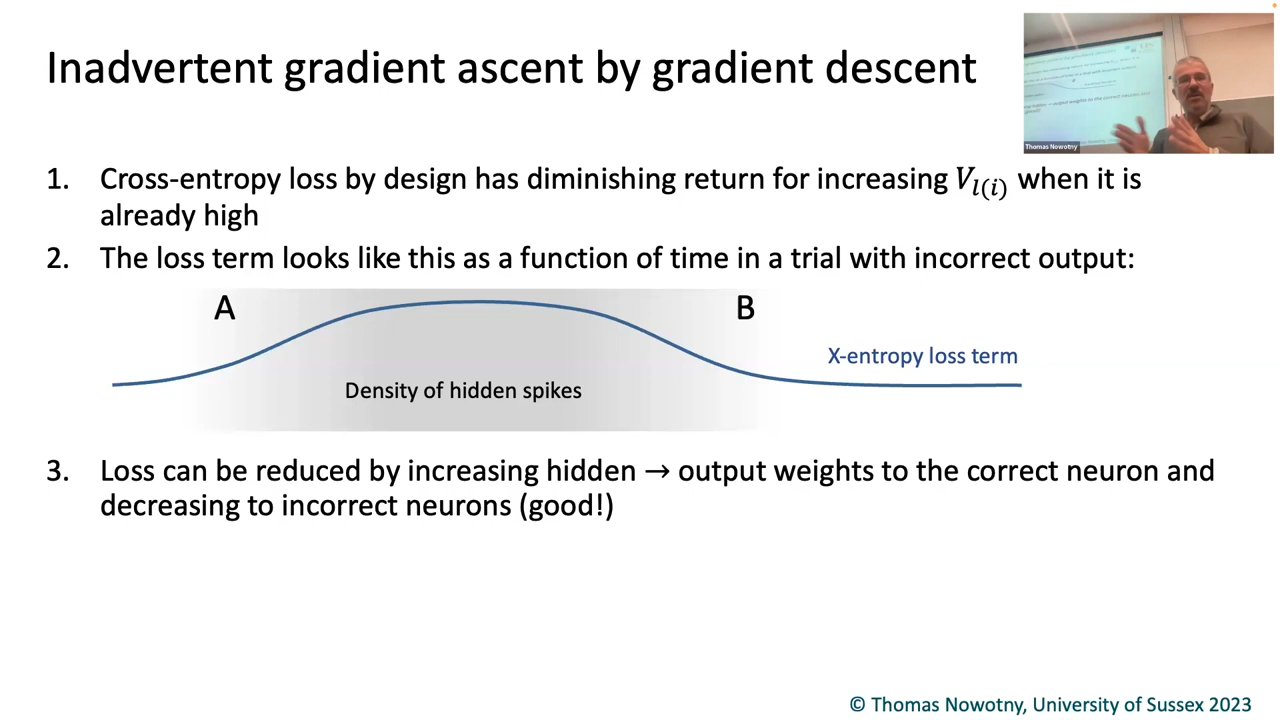 Inadvertent gradient ascent by gradient descent
Thomas Nowotny
1. Cross-entropy loss by design has diminishing return for increasing V_l(i) when it is
already high
2. The loss term looks like this as a function of time in a trial with incorrect output:
A
B
X-entropy loss term
Density of hidden spikes
3. Loss can be reduced by increasing hidden → output weights to the correct neuron and
decreasing to incorrect neurons (good!)
© Thomas Nowotny, University of Sussex 2023